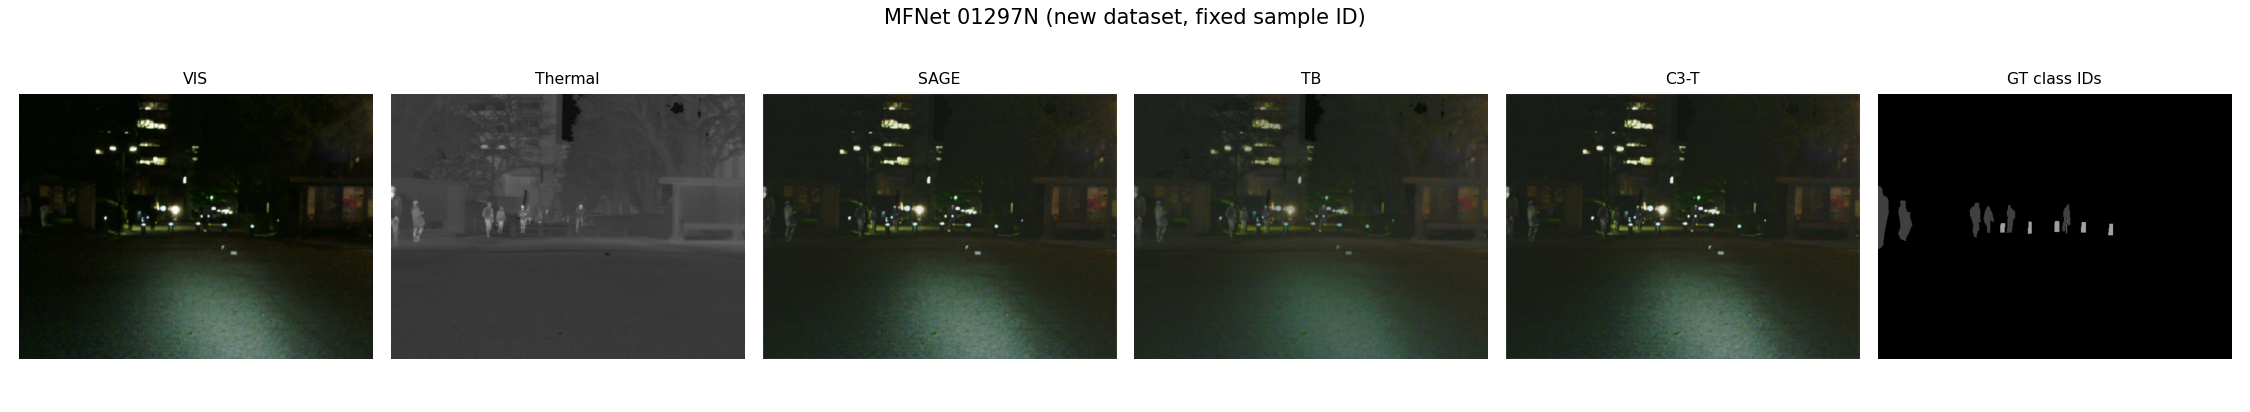 MFNet 01297N (new dataset, fixed sample ID)
VIS
Thermal
SAGE
TB
C3-T
GT class IDs